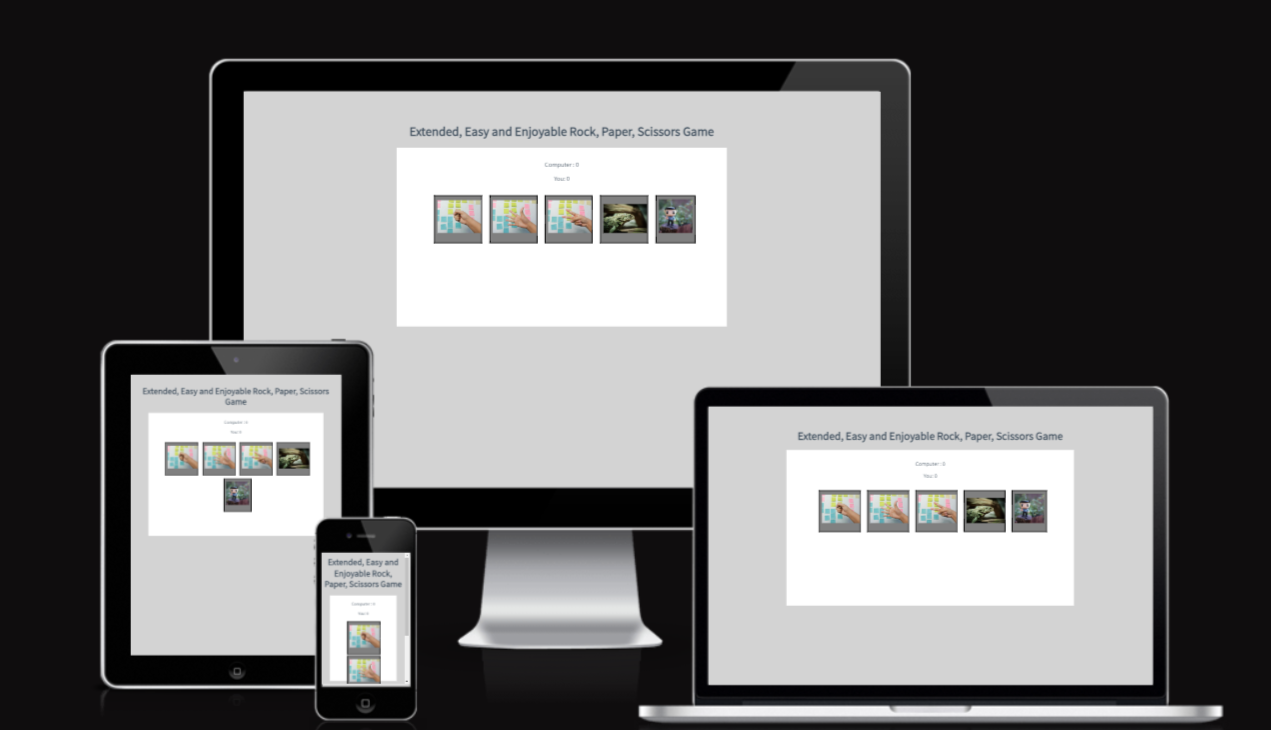 Extended, Easy and Enjoyable Rock, Paper, Scissors Game
Computer : 0
You: 0
Extended, Easy and Enjoyable Rock, Paper, Scissors
Game
Computer : 0
You: 0
Extended, Easy and
Enjoyable Rock,
Paper, Scissors Game
Computer : 0
You: 0
Extended, Easy and Enjoyable Rock, Paper, Scissors Game
Computer : 0
You: 0